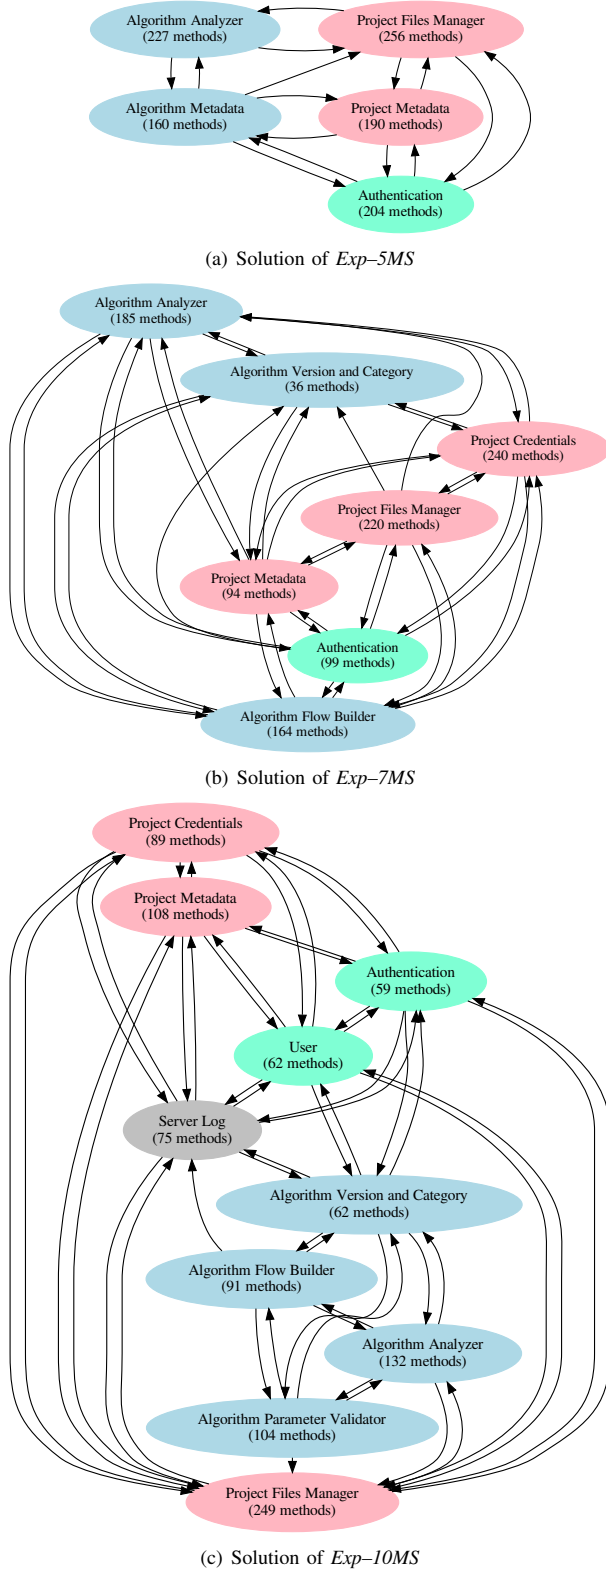 Algorithm Analyzer
(227 methods)
Project Files Manager
(256 methods)
Algorithm Metadata
(160 methods)
Project Metadata
(190 methods)
Authentication
(204 methods)
(a) Solution of Exp–5MS
Algorithm Analyzer
(185 methods)
Algorithm Version and Category
(36 methods)
Project Credentials
(240 methods)
Project Files Manager
(220 methods)
Project Metadata
(94 methods)
Authentication
(99 methods)
Algorithm Flow Builder
(164 methods)
(b) Solution of Exp–7MS
Project Credentials
(89 methods)
Project Metadata
(108 methods)
Authentication
(59 methods)
User
(62 methods)
Server Log
(75 methods)
Algorithm Version and Category
(62 methods)
Algorithm Flow Builder
(91 methods)
Algorithm Analyzer
(132 methods)
Algorithm Parameter Validator
(104 methods)
Project Files Manager
(249 methods)
(c) Solution of Exp–10MS